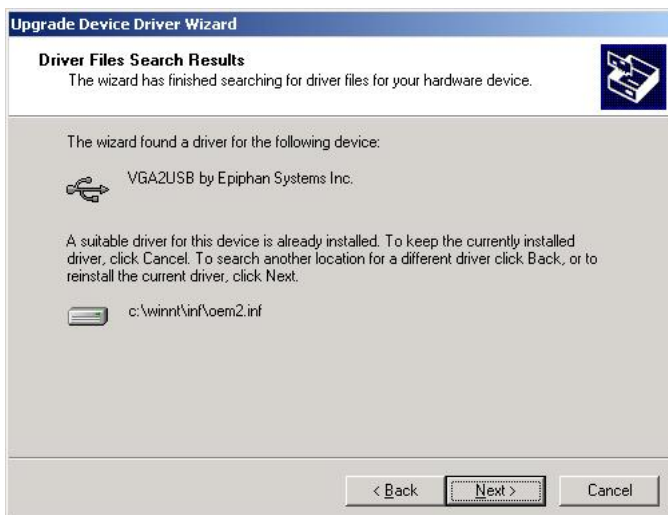 Upgrade Device Driver Wizard
Driver Files Search Results
The wizard has finished searching for driver files for your hardware device.
The wizard found a driver for the following device:
VGA2USB by Epiphan Systems Inc.
A suitable driver for this device is already installed. To keep the currently installed
driver, click Cancel. To search another location for a different driver click Back, or to
reinstall the current driver, click Next.
c:\winnt\inf\oem2.inf
< Back
Next >
Cancel